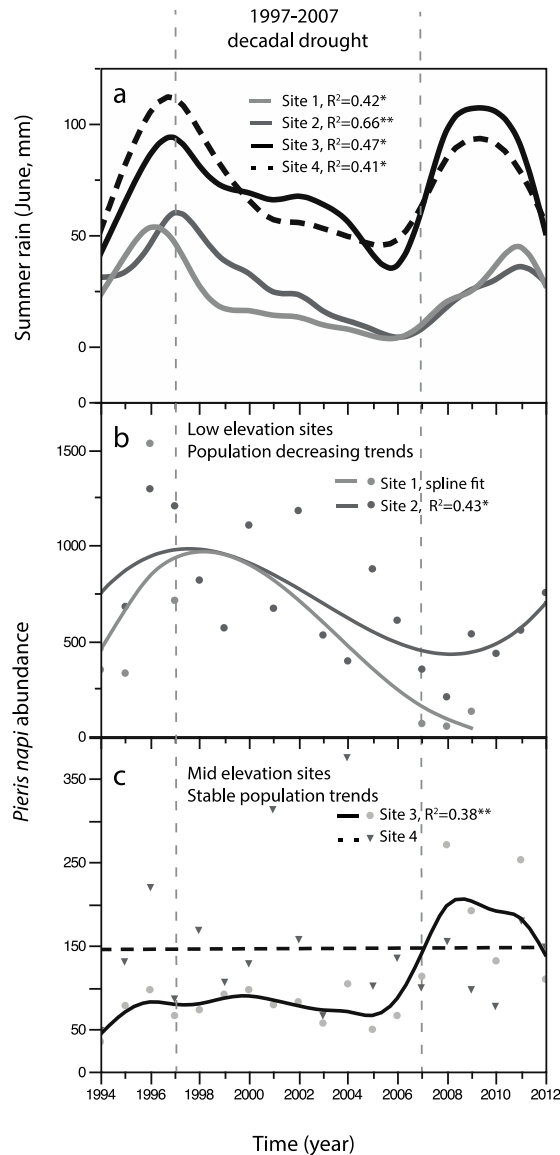 1997-2007
decadal drought
a
Site 1, R²=0.42*
Site 2, R²=0.66**
Site 3, R²=0.47*
Site 4, R²=0.41*
Summer rain (June, mm)
100
50
0
0
b
Low elevation sites
Population decreasing trends
Site 1, spline fit
Site 2, R²=0.43*
1500
1000
500
0
Pieris napi abundance
c
Mid elevation sites
Stable population trends
Site 3, R²=0.38**
Site 4
350
250
150
50
0
1994 1996 1998 2000 2002 2004 2006 2008 2010 2012
Time (year)